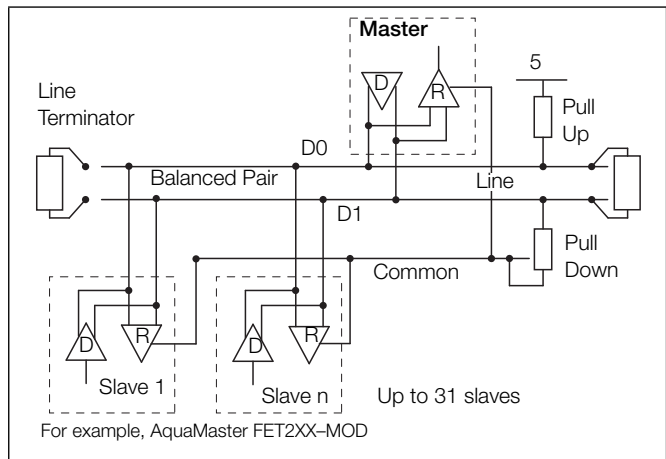 Master
5
D
R
Line
Terminator
Pull
Up
D0
Balanced Pair
Line
D1
Pull
Down
Common
D
R
Slave 1
D
R
Slave n
Up to 31 slaves
For example, AquaMaster FET2XX–MOD